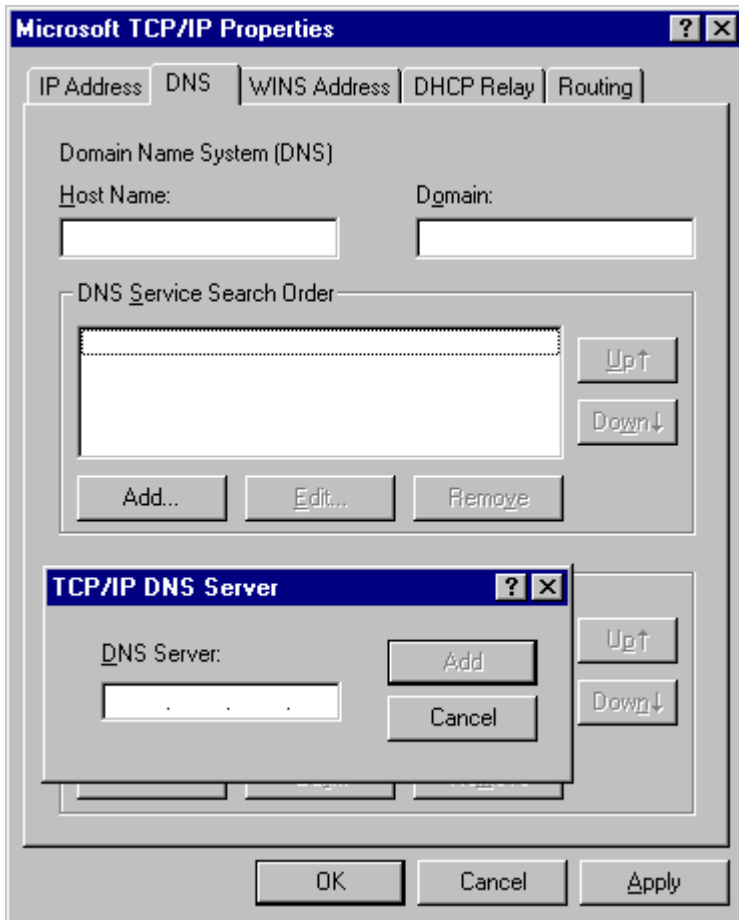 Microsoft TCP/IP Properties
IP Address DNS WINS Address DHCP Relay Routing
Domain Name System (DNS)
Host Name: Domain:
DNS Service Search Order
Up↑
Down↓
Add... Edit... Remove
TCP/IP DNS Server
DNS Server:
. . .
Add
Cancel
Up↑
Down↓
OK Cancel Apply